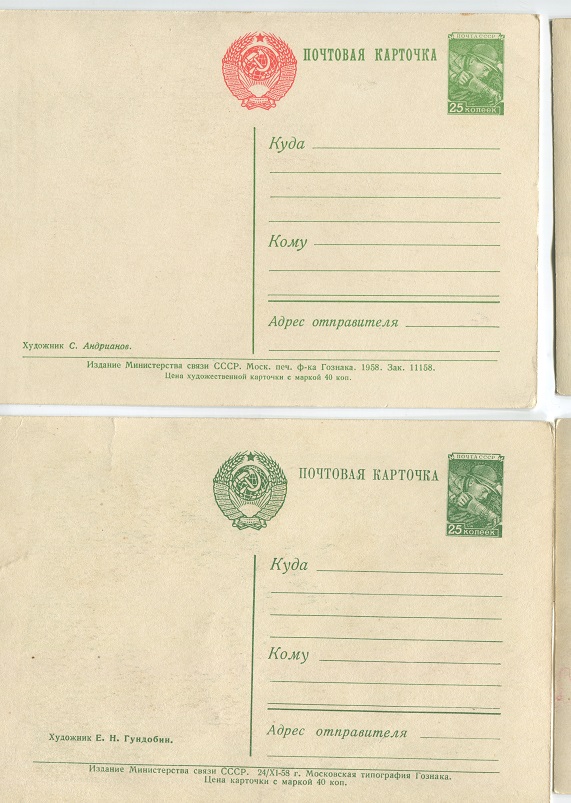 ПОЧТОВАЯ КАРТОЧКА
ПОЧТА СССР
25 КОПЕЕК
Куда
Кому
Адрес отправителя
Художник С. Андрианов.
Издание Министерства связи СССР. Моск. печ. ф-ка Гознака. 1958. Зак. 11158.
Цена художественной карточки с маркой 40 коп.
ПОЧТОВАЯ КАРТОЧКА
ПОЧТА СССР
25 КОПЕЕК
Куда
Кому
Адрес отправителя
Художник Е. Н. Гундобин.
Издание Министерства связи СССР. 24/XI-58 г. Московская типография Гознака.
Цена карточки с маркой 40 коп.